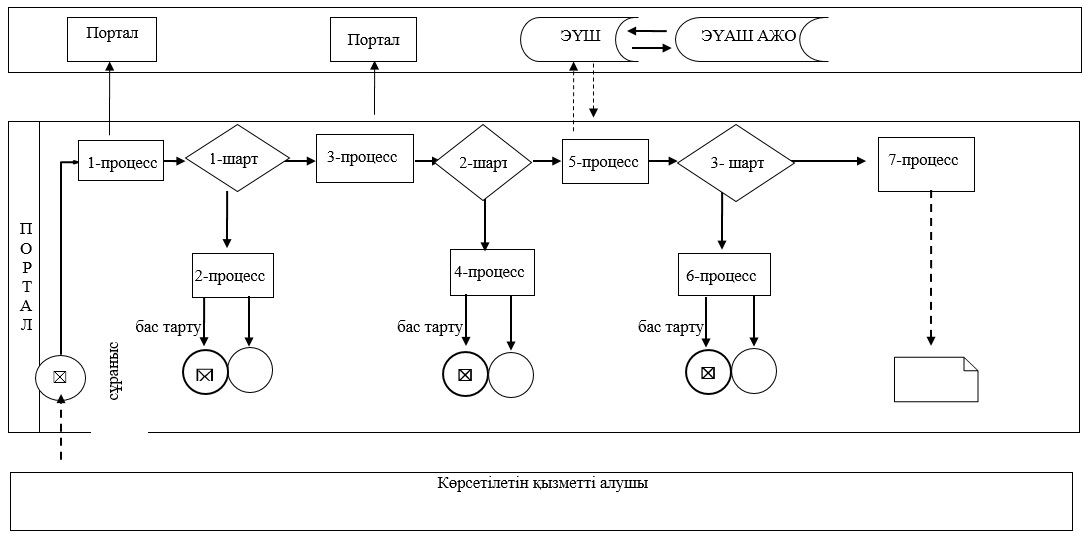 Портал
Портал
ЭҮШ
ЭҮАШ АЖО
ПОРТАЛ
1-процесс
1-шарт
3-процесс
2-шарт
5-процесс
3- шарт
7-процесс
2-процесс
4-процесс
6-процесс
бас тарту
бас тарту
бас тарту
сұраныс
Көрсетілетін қызметті алушы